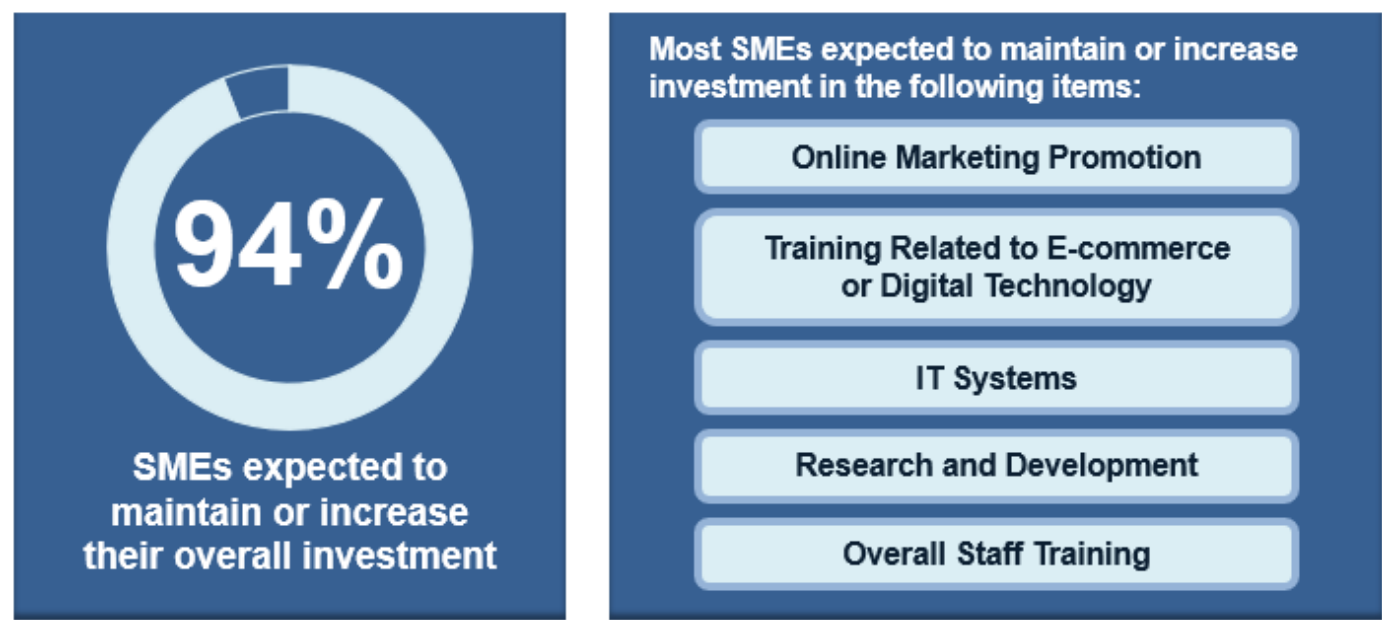 94%
SMEs expected to
maintain or increase
their overall investment
Most SMEs expected to maintain or increase
investment in the following items:
Online Marketing Promotion
Training Related to E-commerce
or Digital Technology
IT Systems
Research and Development
Overall Staff Training